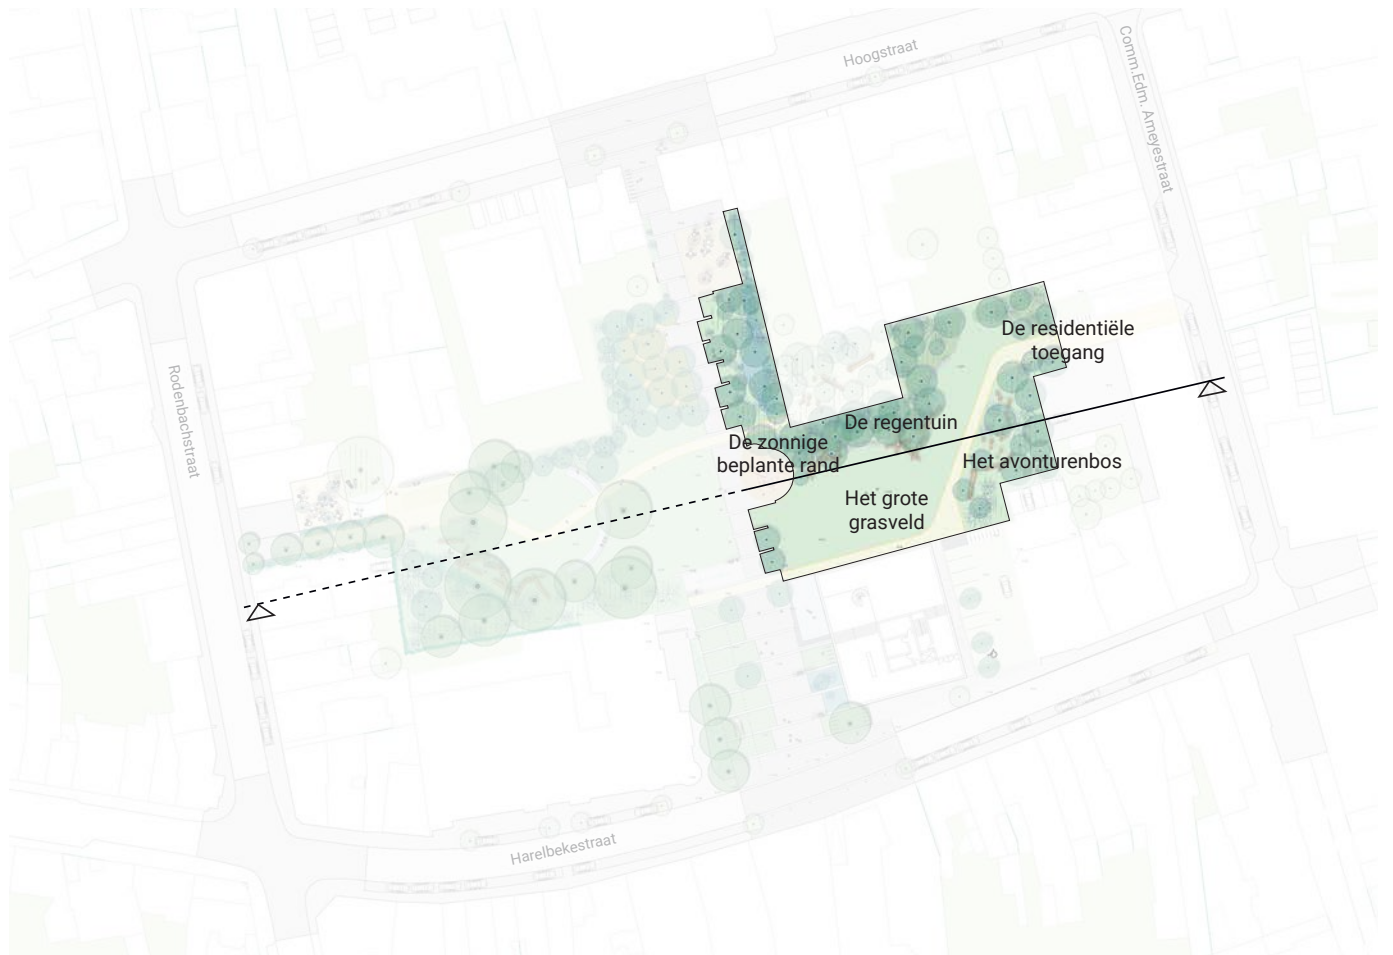 Hoogstraat
Comm.Edm. Ameyestraat
De residentiële
toegang
Rodenbachstraat
De regentuin
De zonnige
beplante rand
Het avonturenbos
Het grote
grasveld
Harelbekestraat